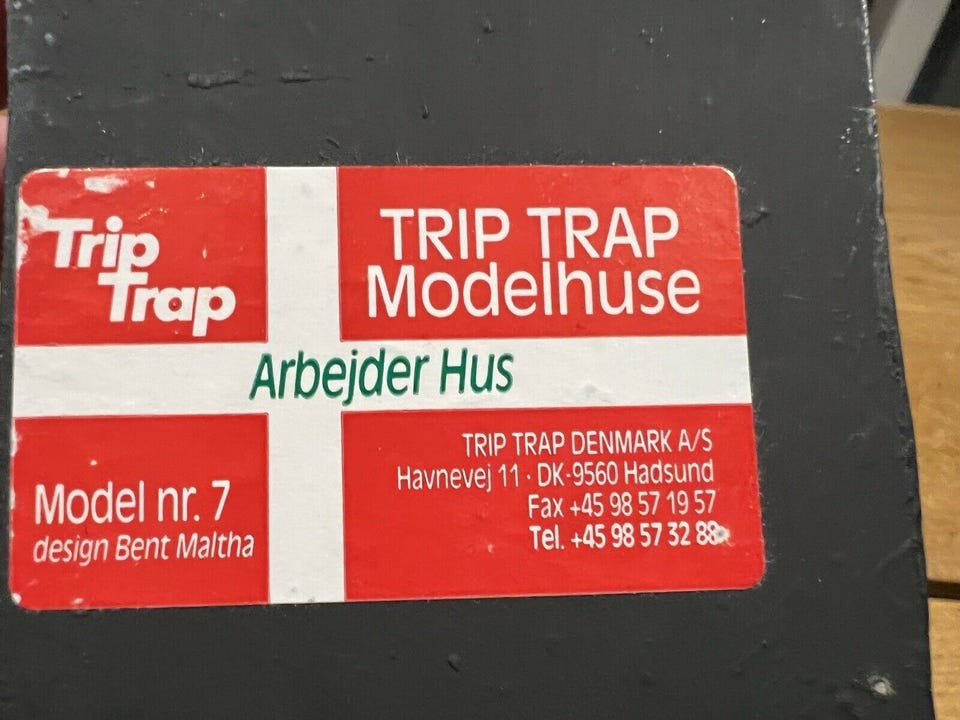 Trip
Trap
TRIP TRAP
Modelhuse
Arbejder Hus
Model nr. 7
design Bent Maltha
TRIP TRAP DENMARK A/S
Havnevej 11 · DK-9560 Hadsund
Fax +45 98 57 19 57
Tel. +45 98 57 32 88